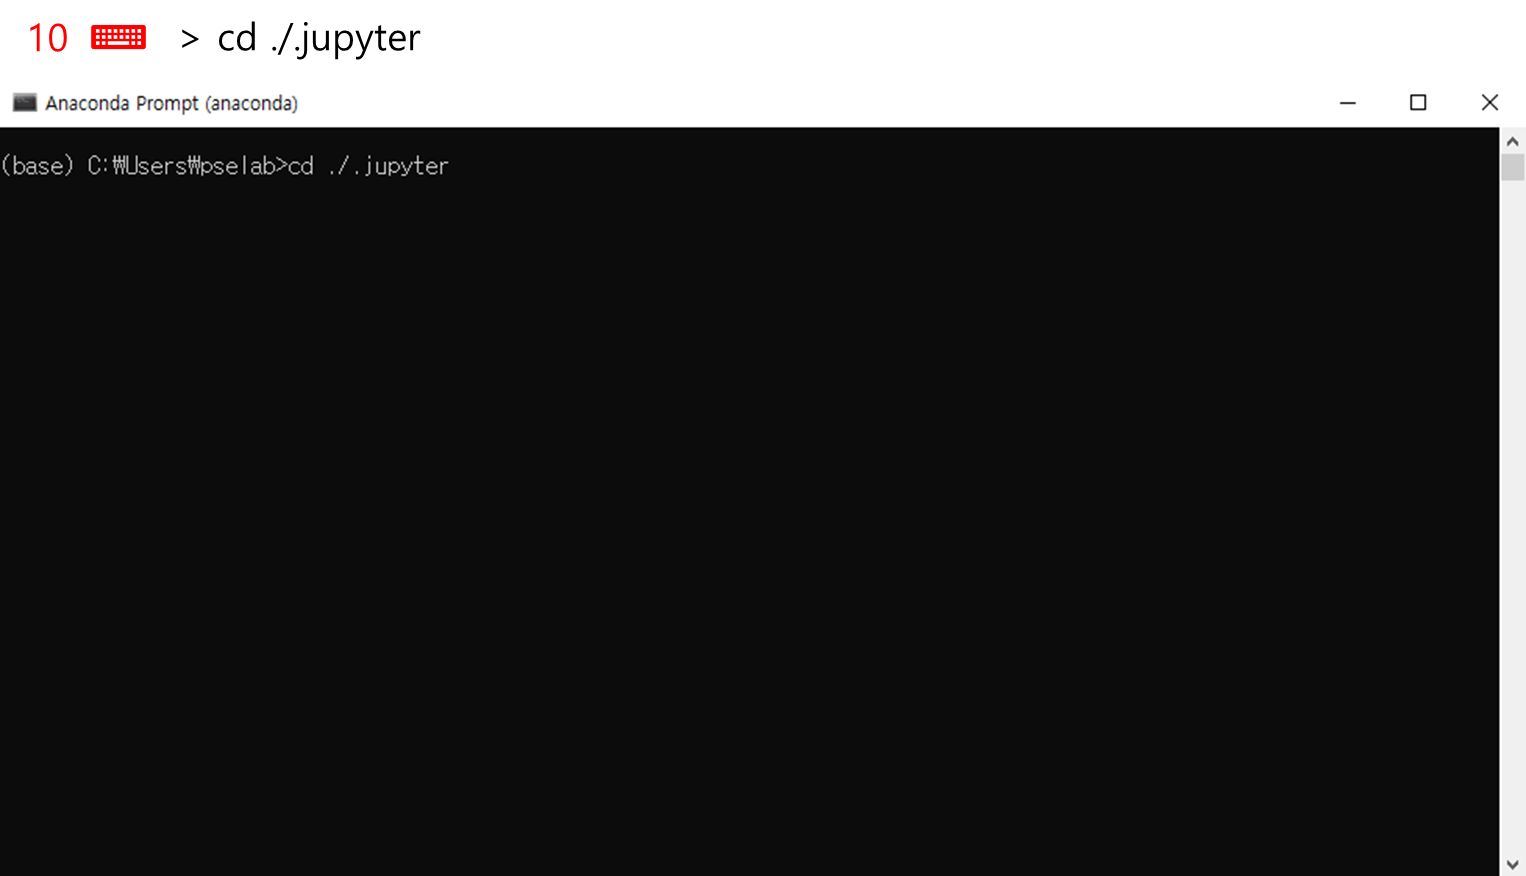 10 > cd ./.jupyter
Anaconda Prompt (anaconda)
(base) C:₩Users₩pselab>cd ./.jupyter